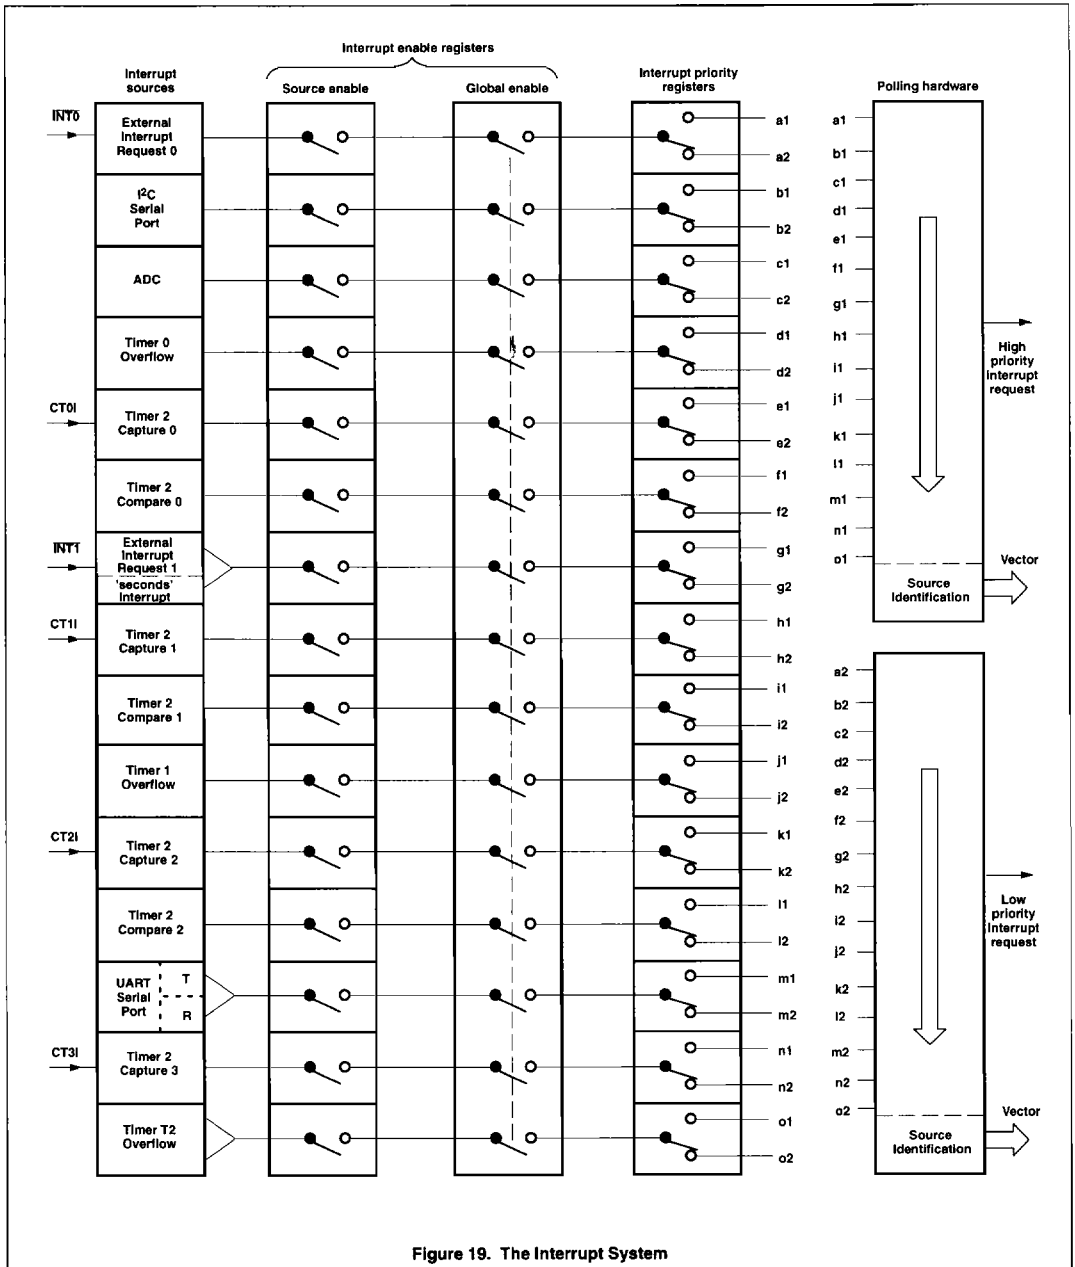 Interrupt enable registers
Interrupt
sources
Source enable
Global enable
Interrupt priority
registers
Polling hardware
INT0
External
Interrupt
Request 0
a1
a2
I2C
Serial
Port
b1
b2
ADC
c1
c2
Timer 0
Overflow
d1
d2
CT0I
Timer 2
Capture 0
e1
e2
Timer 2
Compare 0
f1
f2
INT1
External
Interrupt
Request 1
'seconds'
Interrupt
g1
g2
CT1I
Timer 2
Capture 1
h1
h2
Timer 2
Compare 1
i1
i2
Timer 1
Overflow
j1
j2
CT2I
Timer 2
Capture 2
k1
k2
Timer 2
Compare 2
l1
l2
UART
Serial
Port
T
R
m1
m2
CT3I
Timer 2
Capture 3
n1
n2
Timer T2
Overflow
o1
o2
a1
b1
c1
d1
e1
f1
g1
h1
i1
j1
k1
l1
m1
n1
o1
High
priority
interrupt
request
Source
Identification
Vector
a2
b2
c2
d2
e2
f2
g2
h2
i2
j2
k2
l2
m2
n2
o2
Low
priority
Interrupt
request
Source
Identification
Vector
Figure 19. The Interrupt System